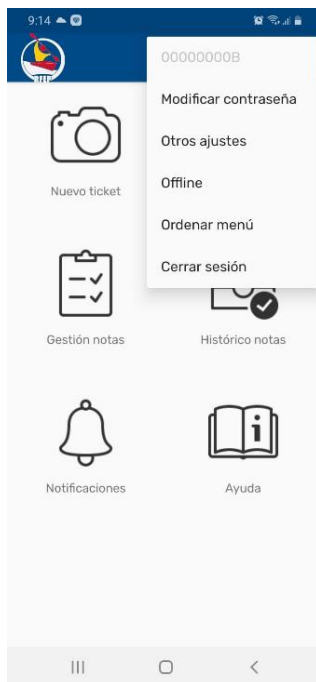 9:14
00000000B
Modificar contraseña
Otros ajustes
Offline
Ordenar menú
Cerrar sesión
Nuevo ticket
Gestión notas
Histórico notas
Notificaciones
Ayuda